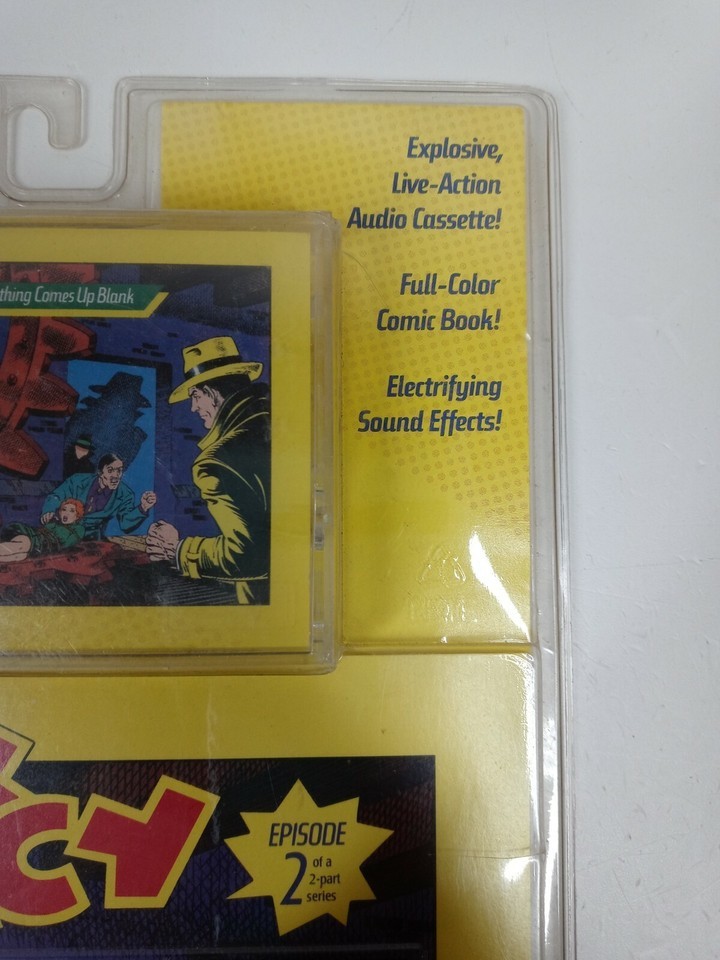 Explosive,
Live-Action
Audio Cassette!
Full-Color
Comic Book!
Electrifying
Sound Effects!
thing Comes Up Blank
CY
EPISODE
2 of a
2-part
series